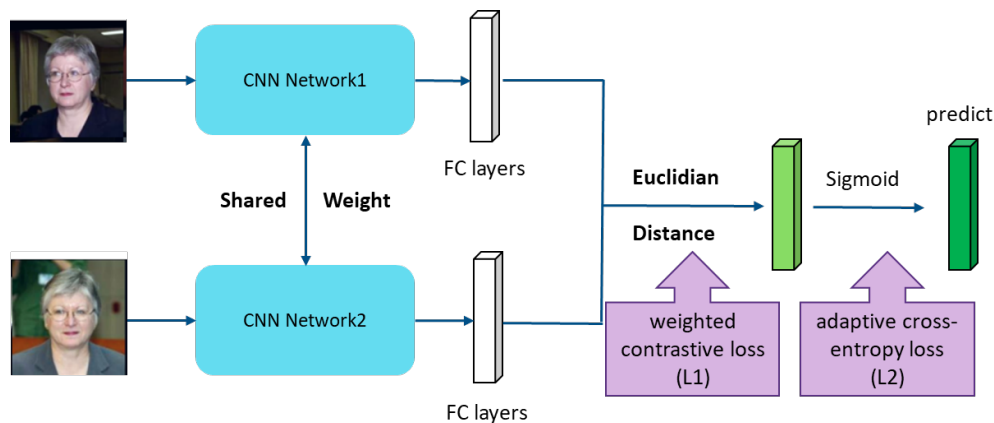 CNN Network1
FC layers
Shared Weight
CNN Network2
FC layers
Euclidian
Distance
weighted
contrastive loss
(L1)
Sigmoid
adaptive cross-
entropy loss
(L2)
predict